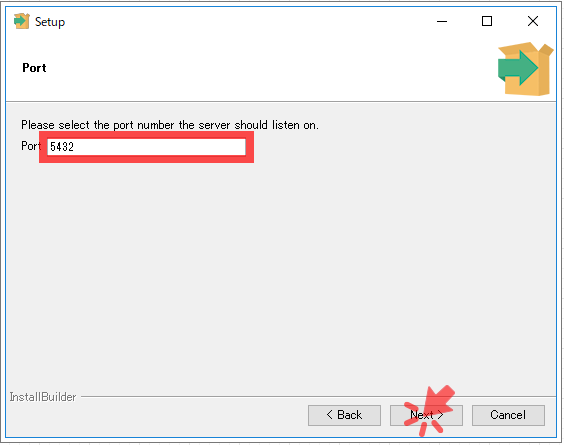 Setup
Port
Please select the port number the server should listen on.
Port 5432
InstallBuilder
< Back Next > Cancel